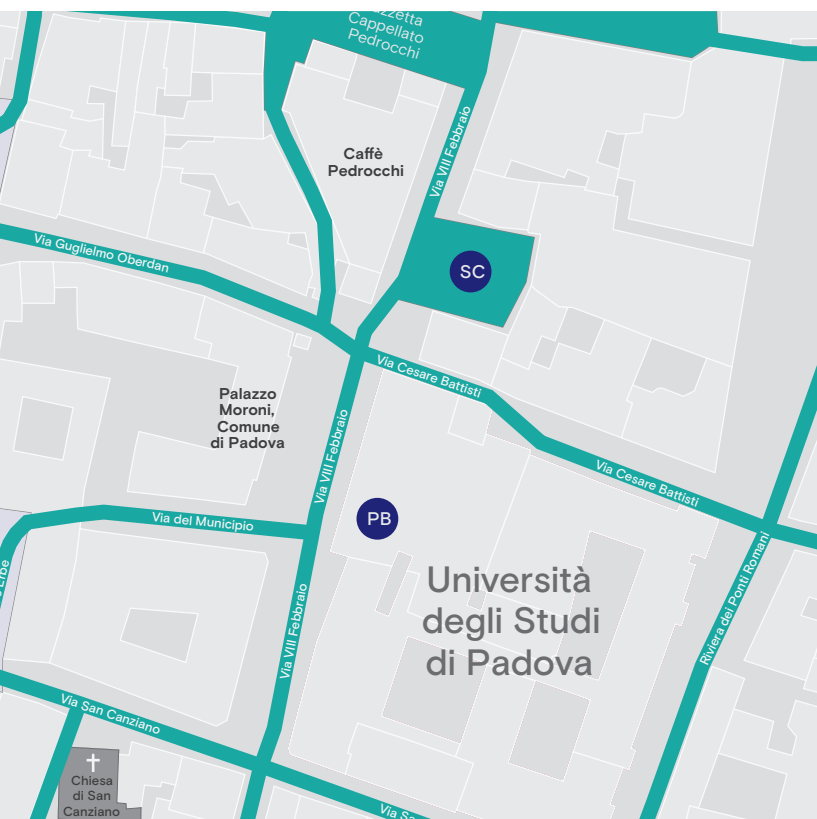 Cappellato
Pedrocchi
Via VIII Febbraio
Caffè
Pedrocchi
Via Guglielmo Oberdan
SC
Via Cesare Battisti
Palazzo
Moroni,
Comune
di Padova
Via VIII Febbraio
Via Cesare Battisti
PB
Via del Municipio
Riviera dei Ponti Romani
Università
degli Studi
di Padova
Via VIII Febbraio
Via San Canziano
Chiesa
di San
Canziano
Via